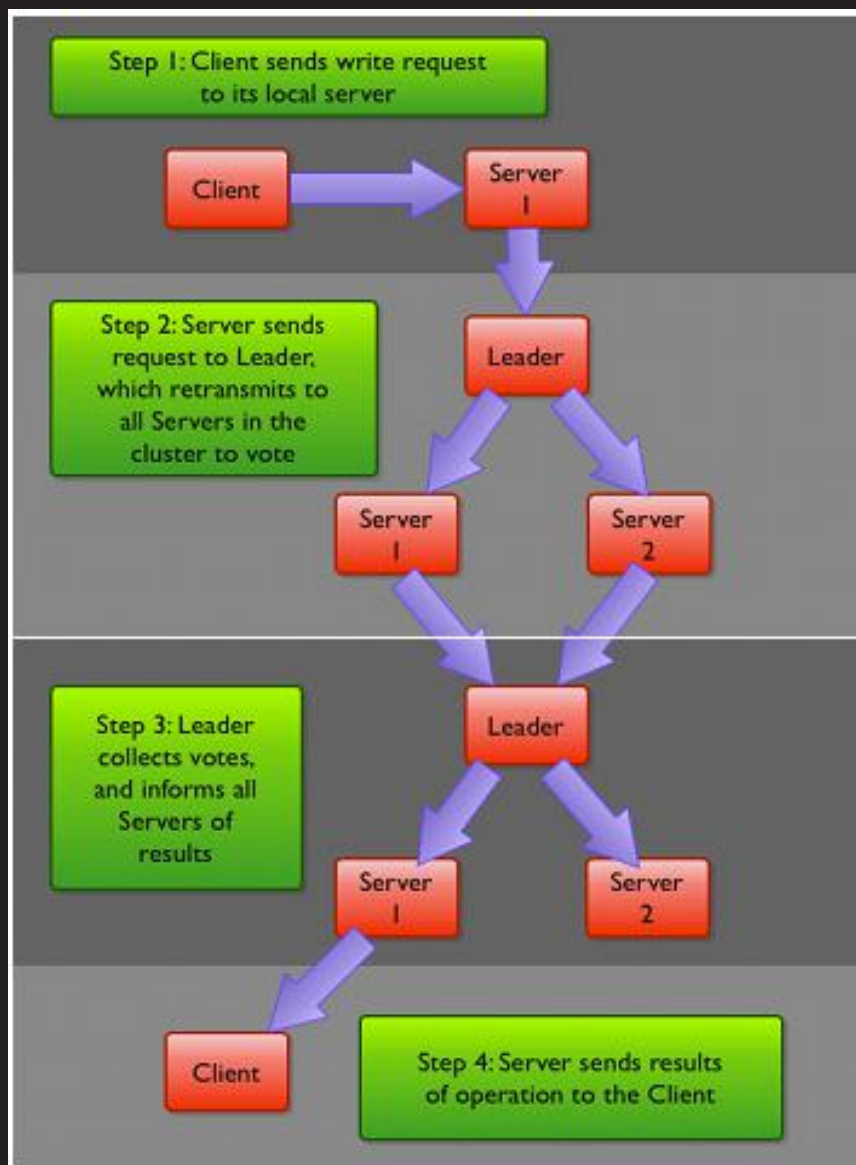 Step 1: Client sends write request
to its local server
Client
Server
1
Step 2: Server sends
request to Leader,
which retransmits to
all Servers in the
cluster to vote
Leader
Server
1
Server
2
Step 3: Leader
collects votes,
and informs all
Servers of
results
Leader
Server
1
Server
2
Client
Step 4: Server sends results
of operation to the Client